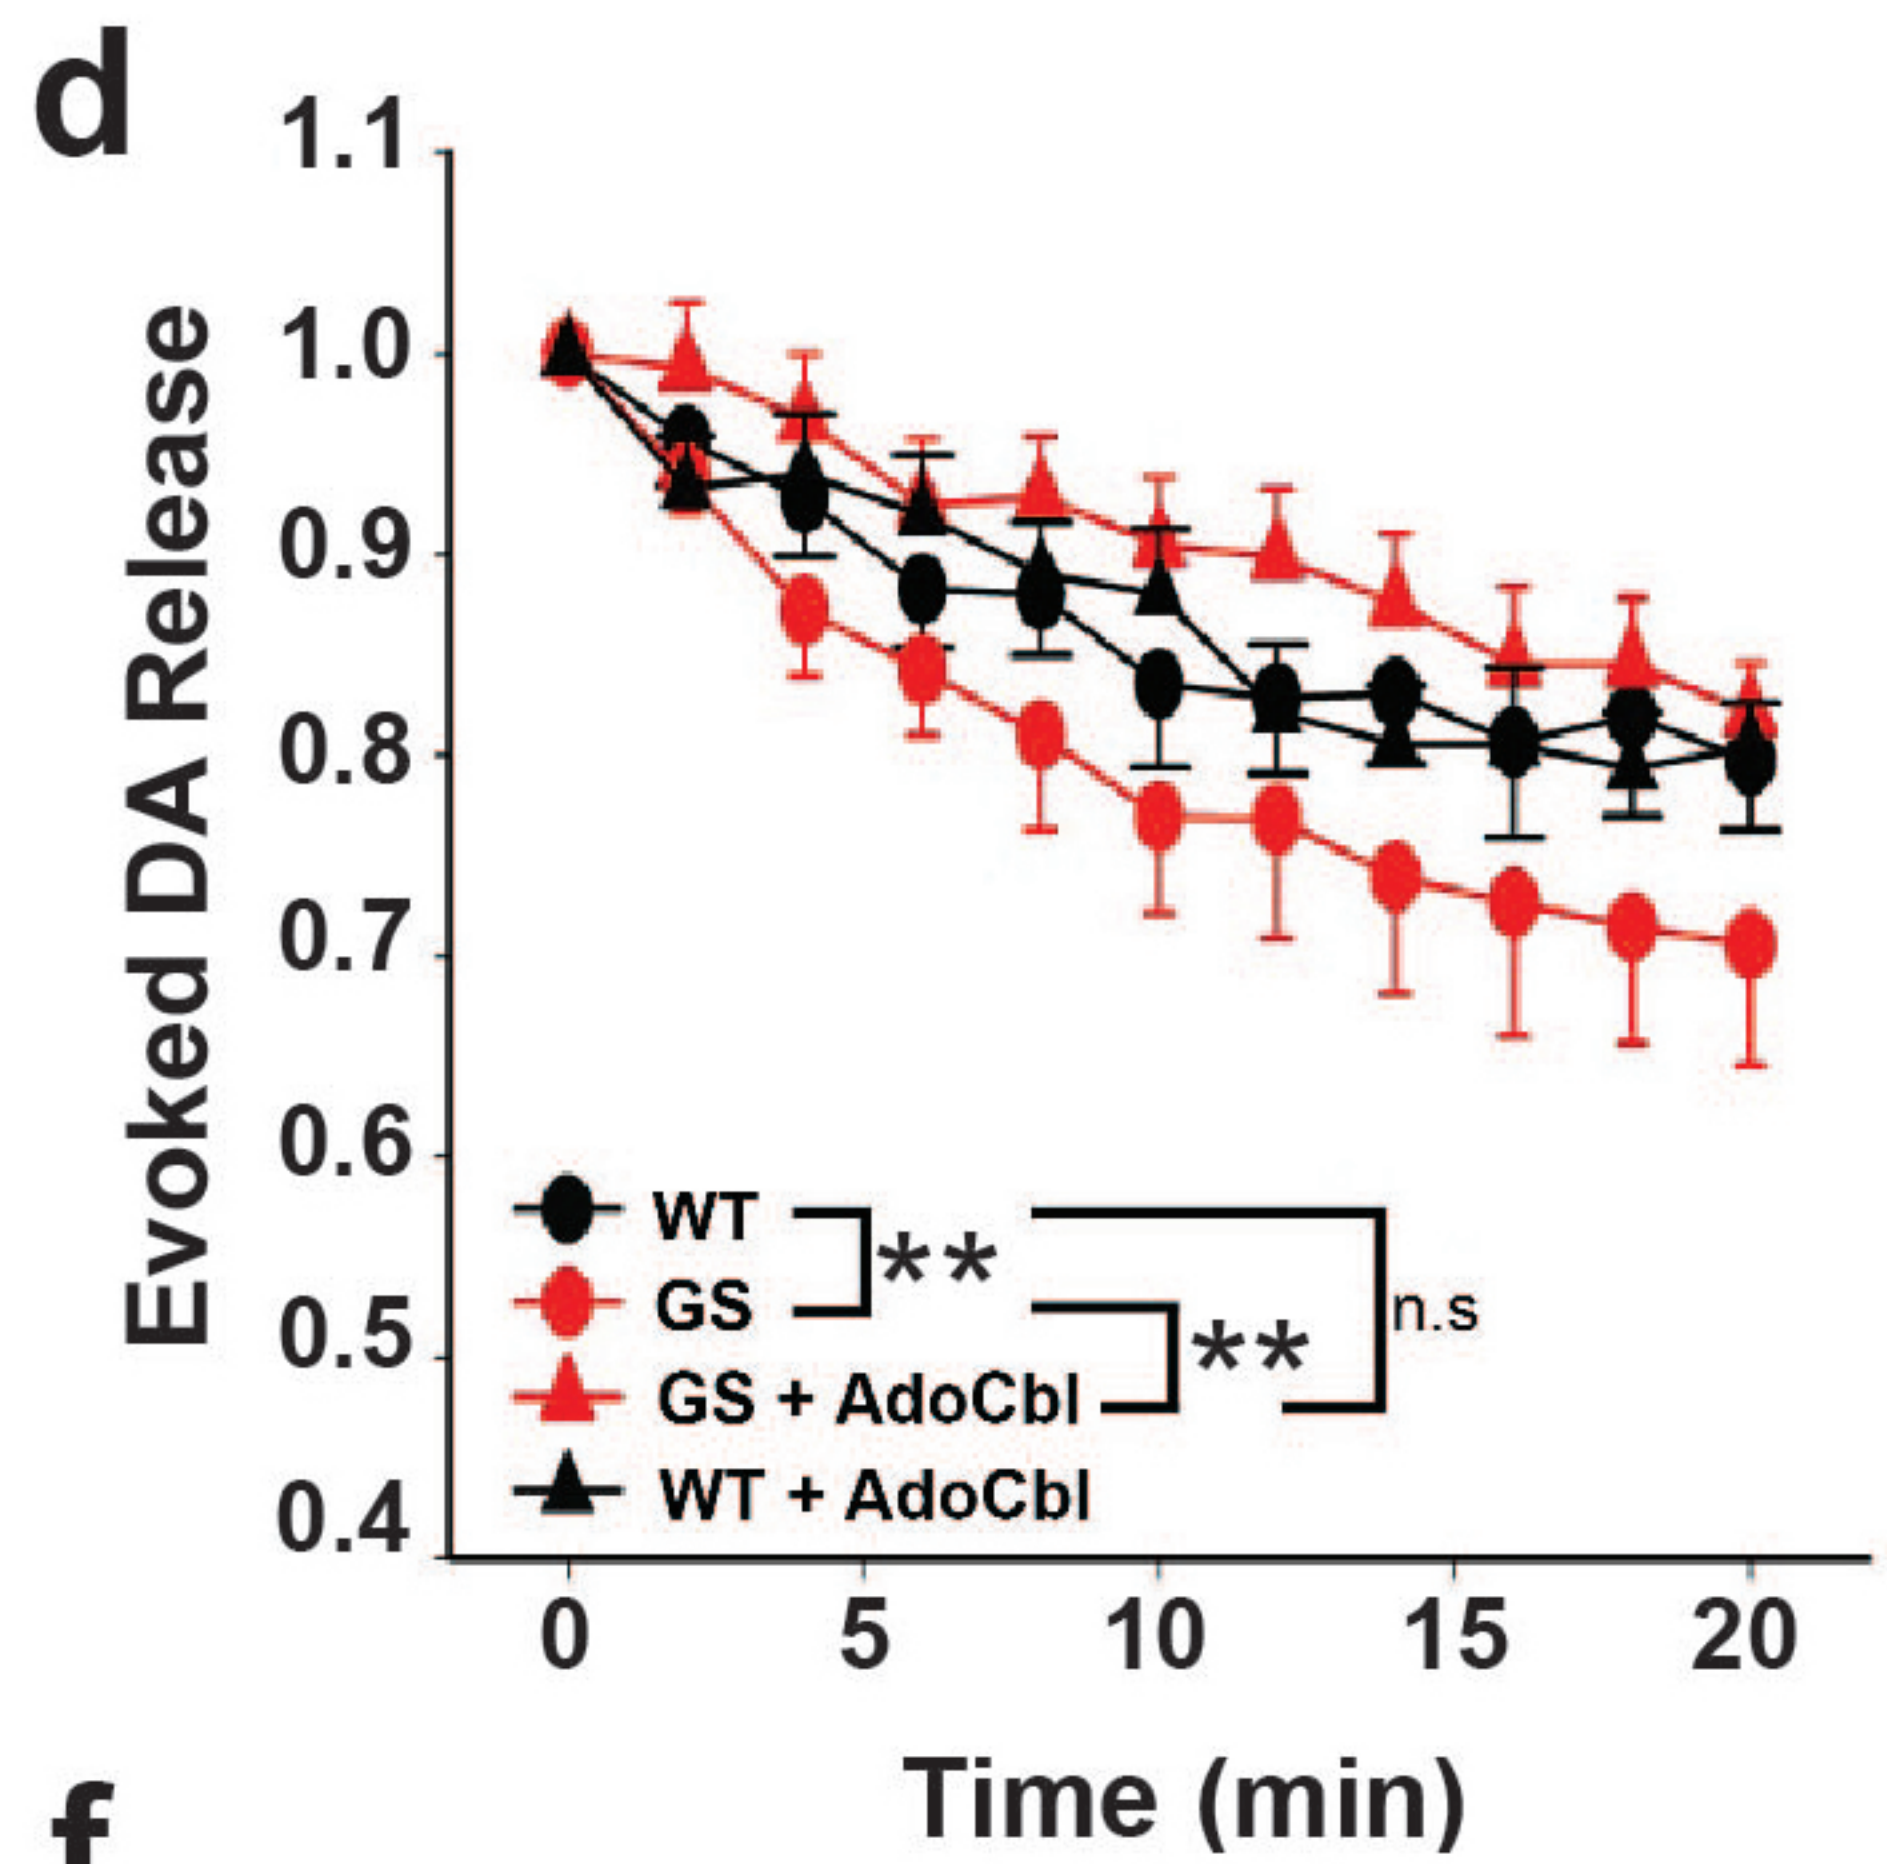 d
1.1
1.0
0.9
0.8
0.7
0.6
0.5
0.4
Evoked DA Release
WT
**
GS
n.s
**
GS + AdoCbl
WT + AdoCbl
0 5 10 15 20
Time (min)
f